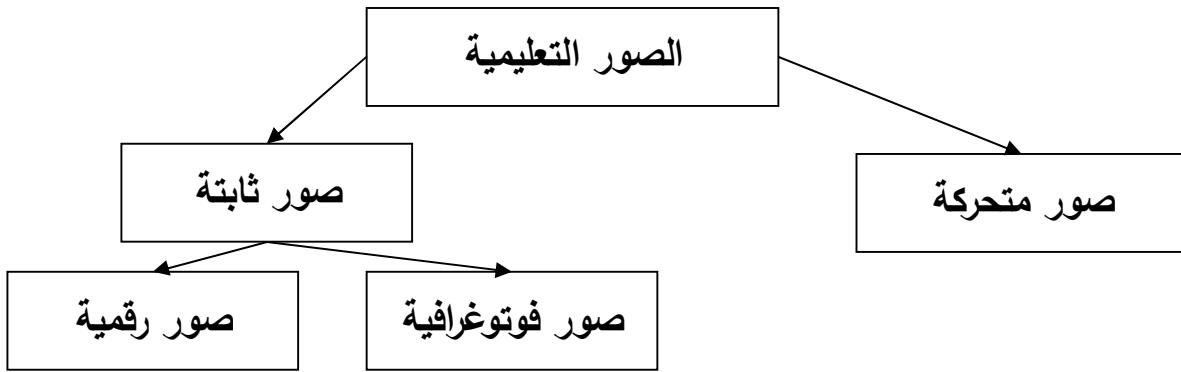 الصور التعليمية
صور متحركة
صور ثابتة
صور فوتوغرافية
صور رقمية